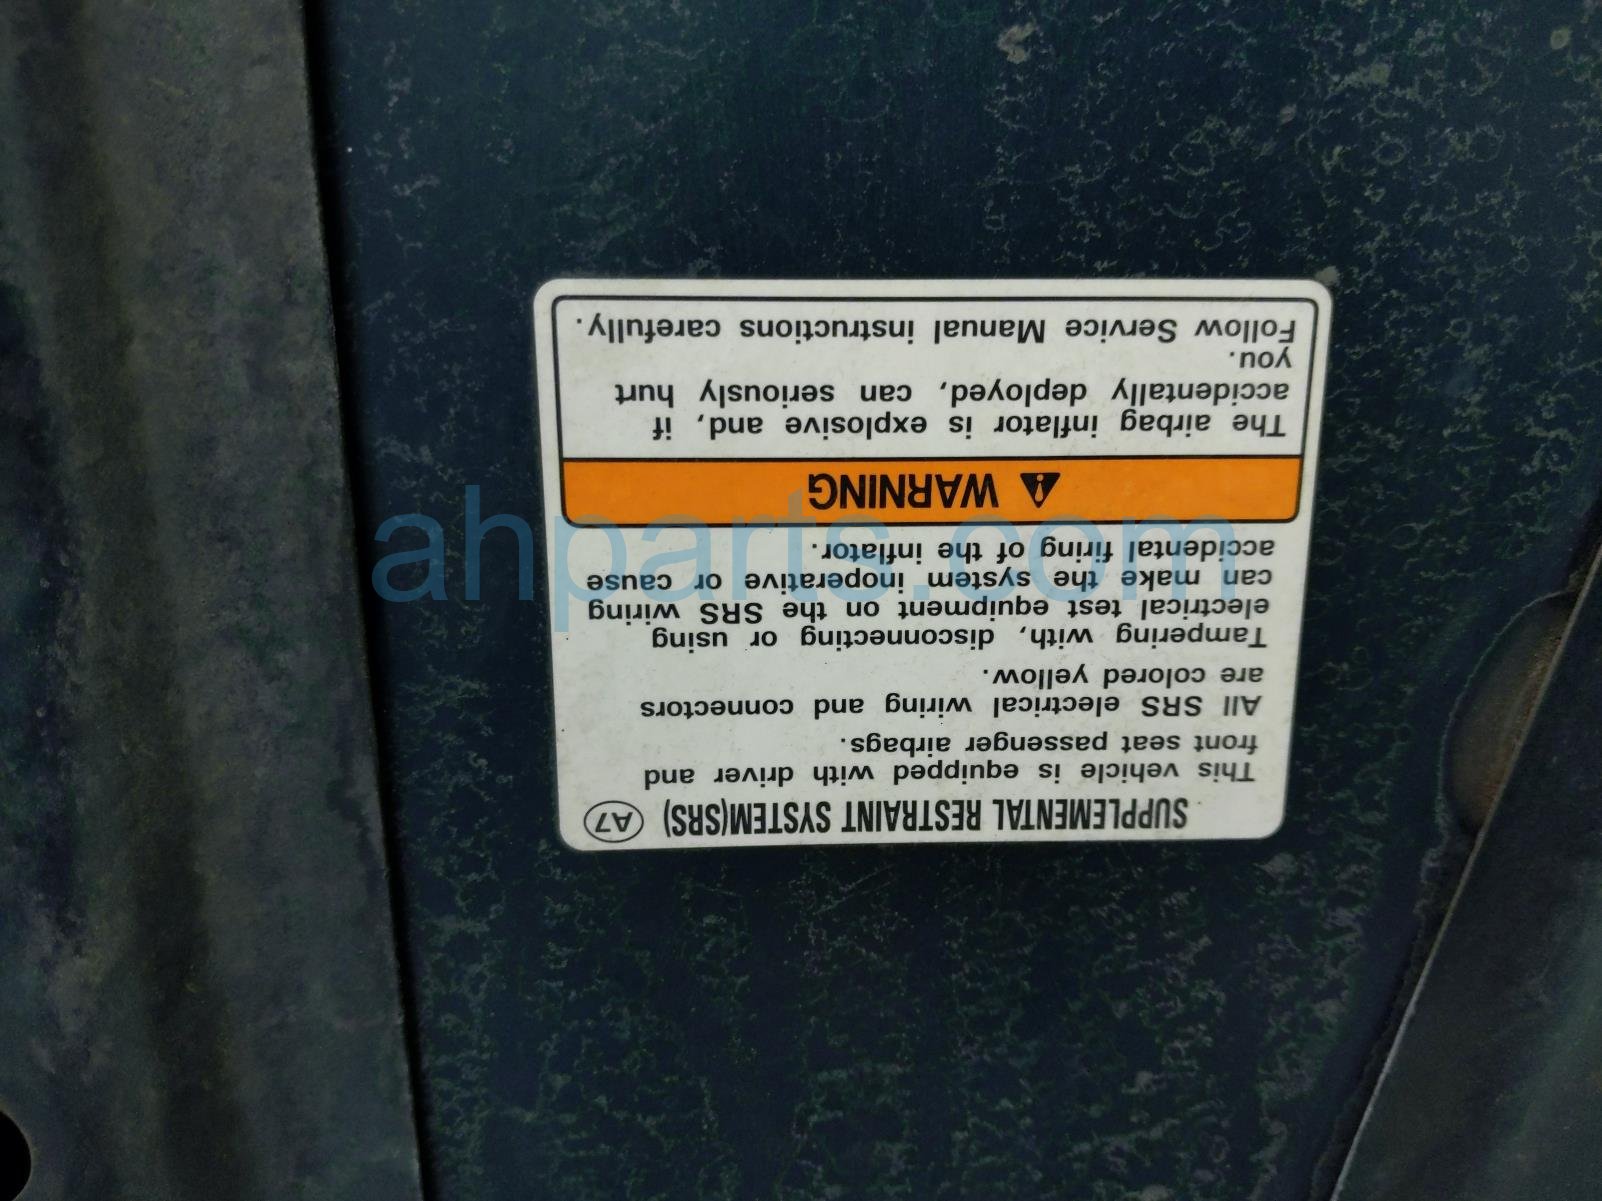 SUPPLEMENTAL RESTRAINT SYSTEM(SRS) A7
This vehicle is equipped with driver and
front seat passenger airbags.
All SRS electrical wiring and connectors
are colored yellow.
Tampering with, disconnecting or using
electrical test equipment on the SRS wiring
can make the system inoperative or cause
accidental firing of the inflator.
WARNING
The airbag inflator is explosive and, if
accidentally deployed, can seriously hurt
you.
Follow Service Manual instructions carefully.
ahparts.com